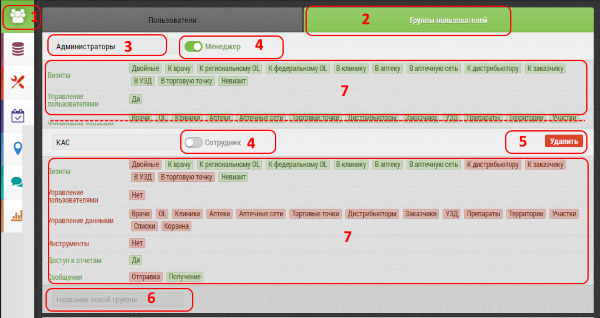 1
Пользователи
2
Группы пользователей
Администраторы
3
Менеджер
4
Визиты
Двойные К врачу К региональному OL К федеральному OL В клинику В аптеку В аптечную сеть К дистрибьютору К заказчику
В УЗД В торговую точку Невизит
7
Управление
пользователями
Да
Врачи OL Клиники Аптеки Аптечные сети Торговые точки Дистрибьюторы Заказчики УЗД Препараты Территории Участки
КАС
Сотрудник
4
5
Удалить
Визиты
Двойные К врачу К региональному OL К федеральному OL В клинику В аптеку В аптечную сеть К дистрибьютору К заказчику
В УЗД В торговую точку Невизит
Управление
пользователями
Нет
Управление данными
Врачи OL Клиники Аптеки Аптечные сети Торговые точки Дистрибьюторы Заказчики УЗД Препараты Территории Участки
Списки Корзина
7
Инструменты
Нет
Доступ к отчетам
Да
Сообщения
Отправка Получение
Название новой группы
6